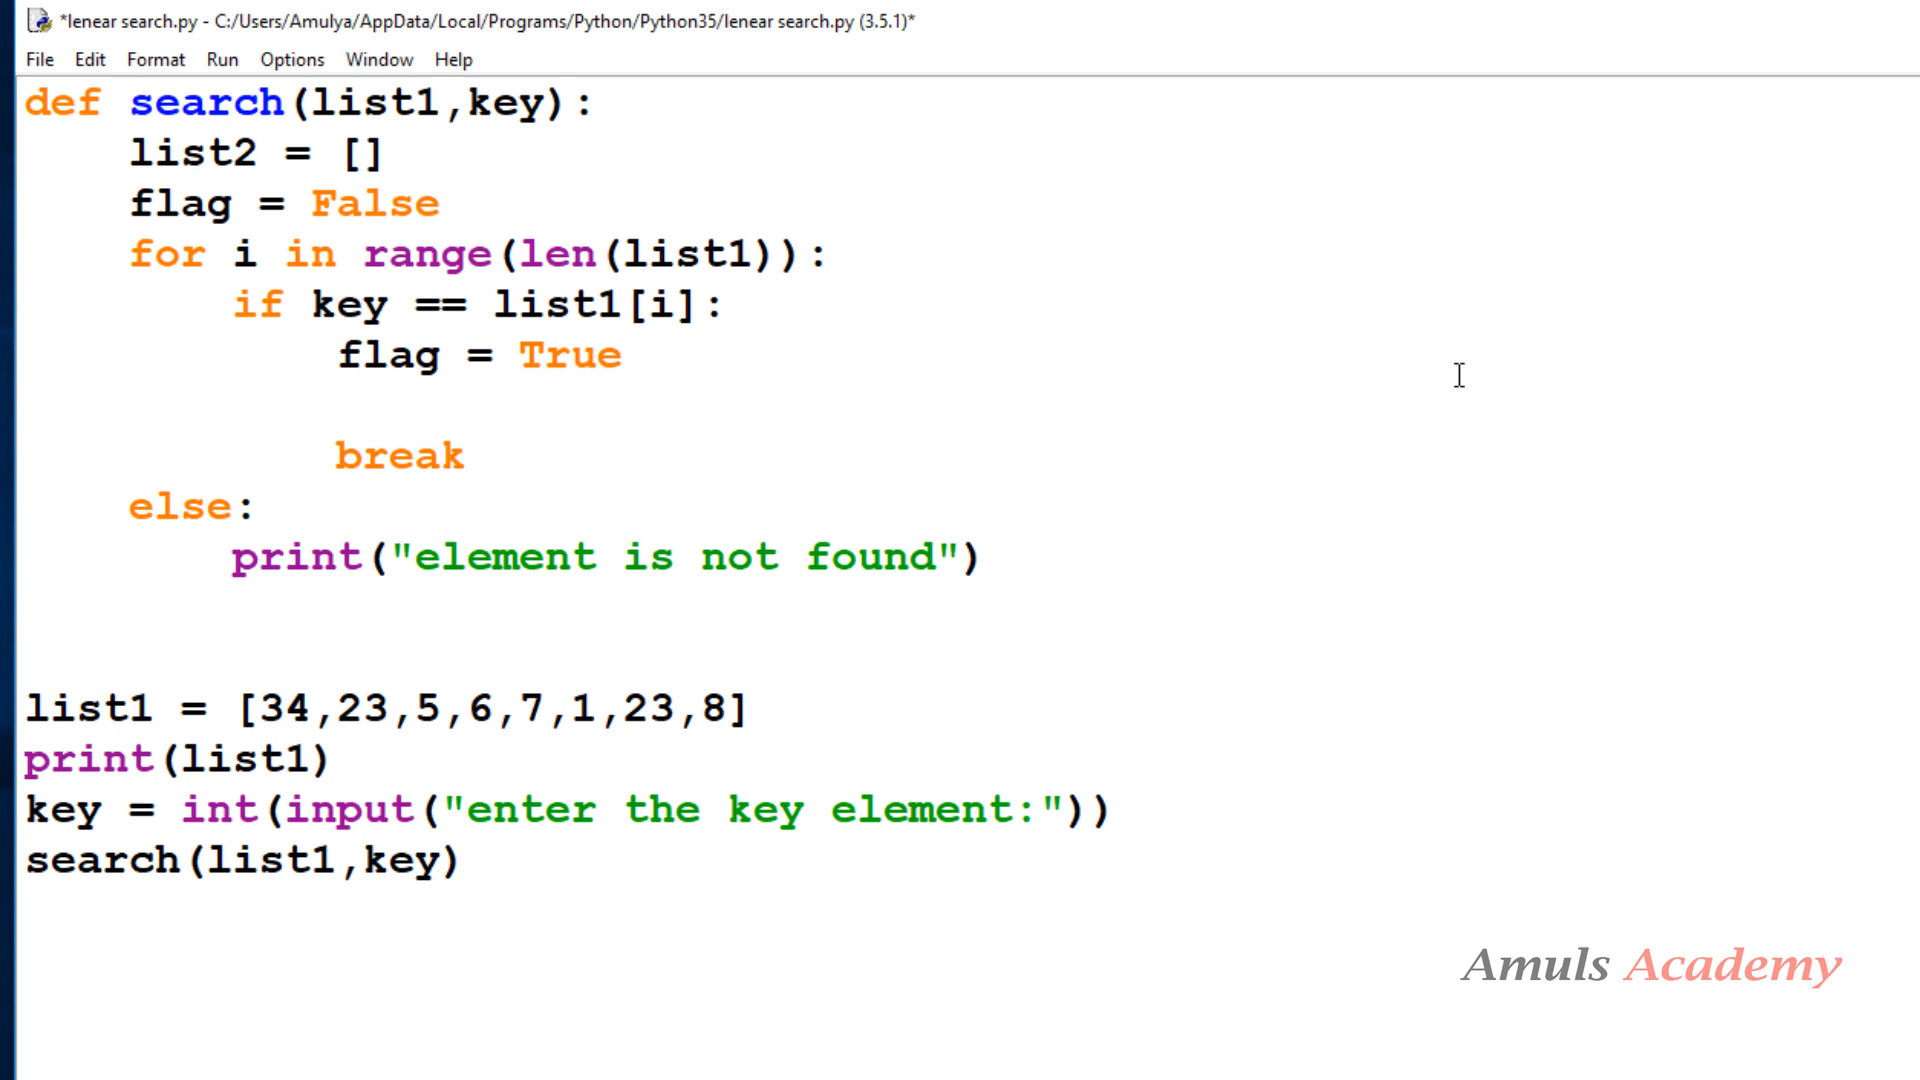 *lenear search.py - C:/Users/Amulya/AppData/Local/Programs/Python/Python35/lenear search.py (3.5.1)*
File Edit Format Run Options Window Help
def search(list1,key):
    list2 = []
    flag = False
    for i in range(len(list1)):
        if key == list1[i]:
            flag = True
            break
    else:
        print("element is not found")
list1 = [34,23,5,6,7,1,23,8]
print(list1)
key = int(input("enter the key element:"))
search(list1,key)
Amuls Academy